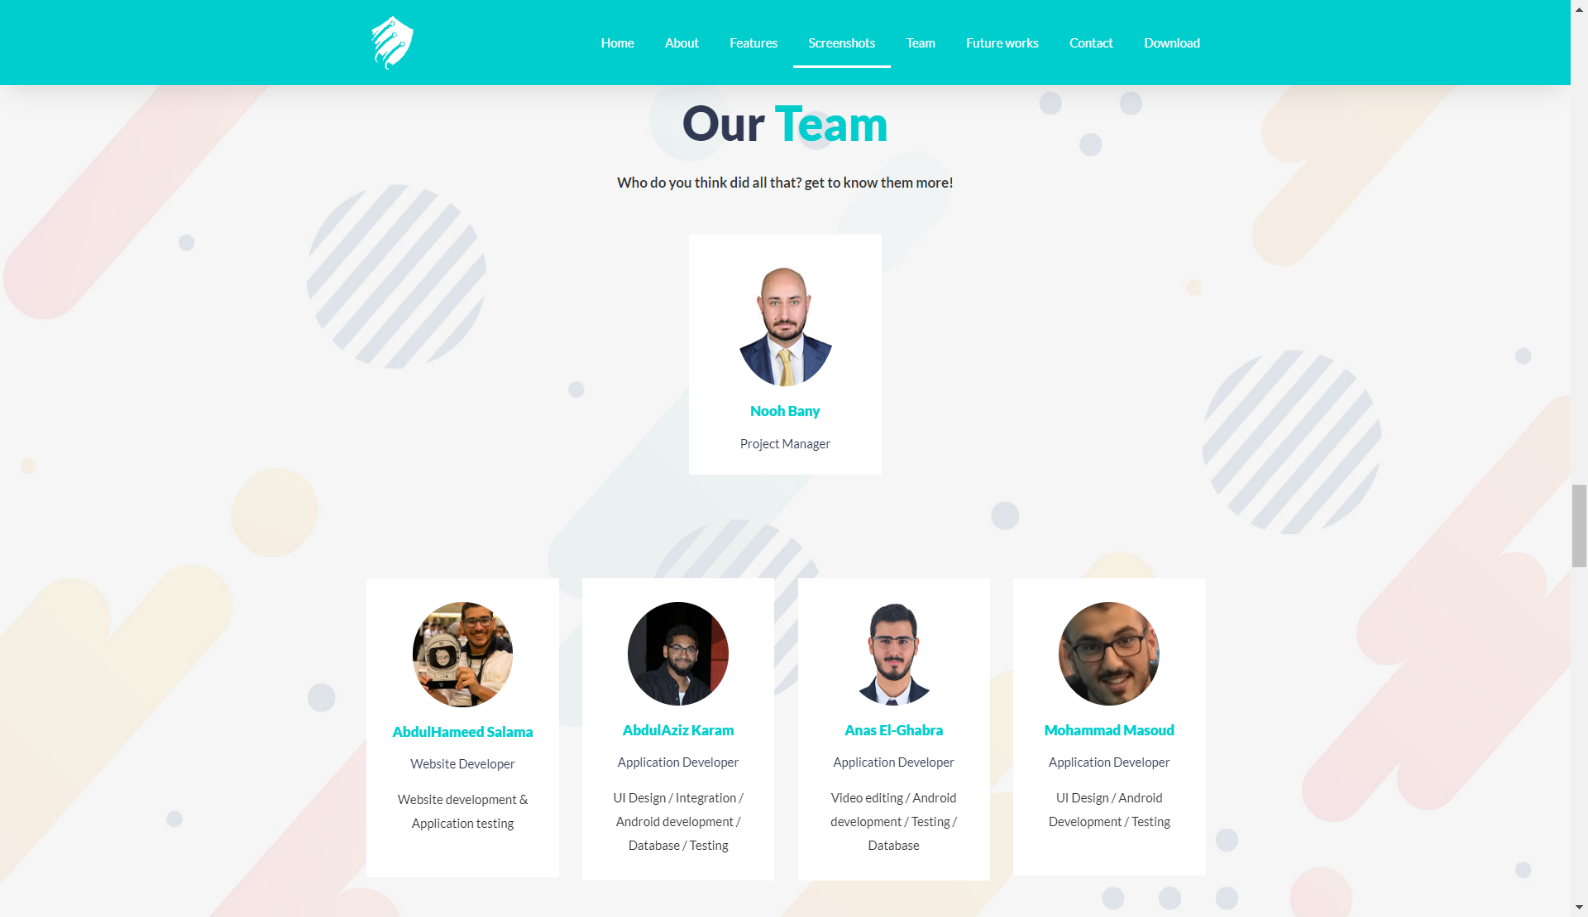 Home About Features Screenshots Team Future works Contact Download
Our Team
Who do you think did all that? get to know them more!
Nooh Bany
Project Manager
AbdulHameed Salama
Website Developer
Website development &
Application testing
AbdulAziz Karam
Application Developer
UI Design / Integration /
Android development /
Database / Testing
Anas El-Ghabra
Application Developer
Video editing / Android
development / Testing /
Database
Mohammad Masoud
Application Developer
UI Design / Android
Development / Testing